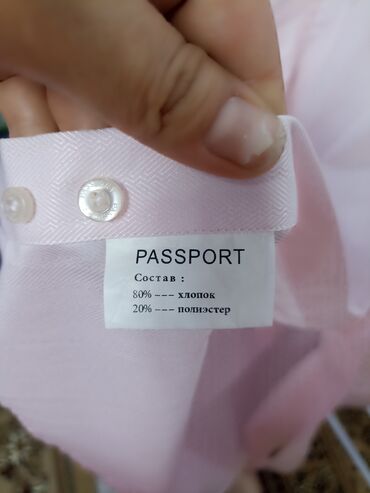 PASSPORT
Состав :
80% --- хлопок
20% --- полиэстер